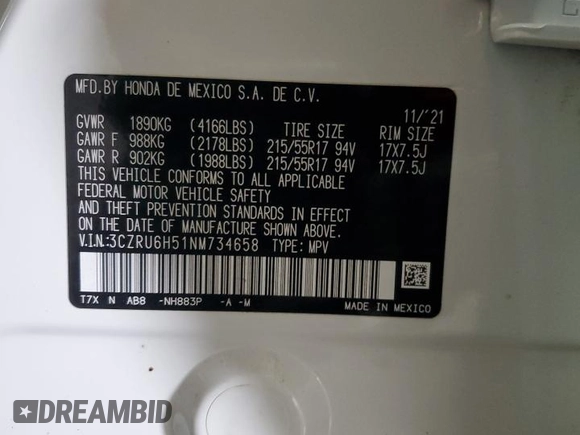 MFD.BY HONDA DE MEXICO S.A. DE C.V.
11/'21
GVWR 1890KG (4166LBS) TIRE SIZE RIM SIZE
GAWR F 988KG (2178LBS) 215/55R17 94V 17X7.5J
GAWR R 902KG (1988LBS) 215/55R17 94V 17X7.5J
THIS VEHICLE CONFORMS TO ALL APPLICABLE
FEDERAL MOTOR VEHICLE SAFETY
AND THEFT PREVENTION STANDARDS IN EFFECT
ON THE DATE OF MANUFACTURE SHOWN ABOVE.
V.I.N.:3CZRU6H51NM734658 TYPE: MPV
T7X N AB8 -NH883P -A -M
MADE IN MEXICO
DREAMBID